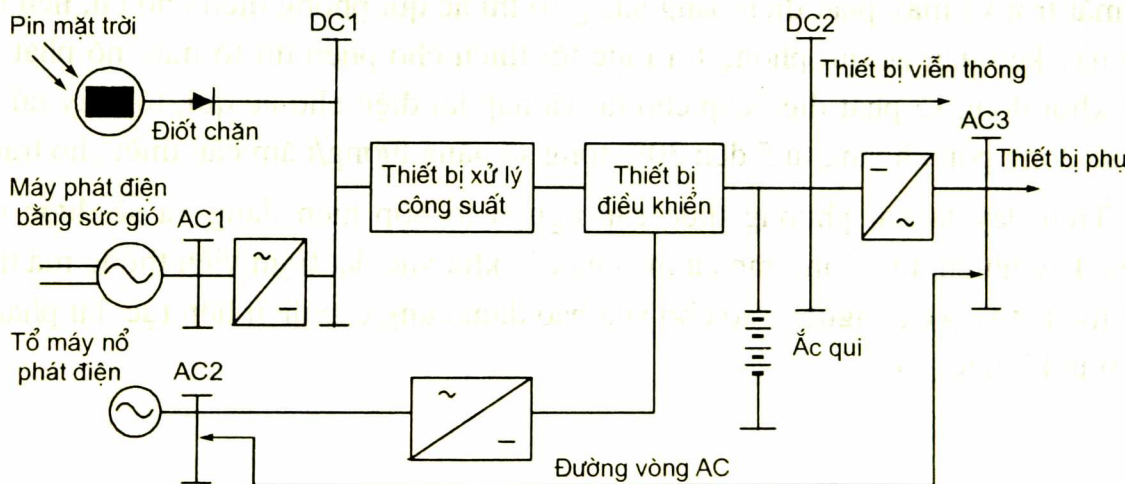 Pin mặt trời
DC1
DC2
Thiết bị viễn thông
AC3
Điốt chăn
Thiết bị phụ
Máy phát điện
bằng sức gió
AC1
Thiết bị xử lý
công suất
Thiết bị
điều khiển
~
–
–
~
Tổ máy nổ
phát điện
AC2
~
–
Ắc qui
Đường vòng AC